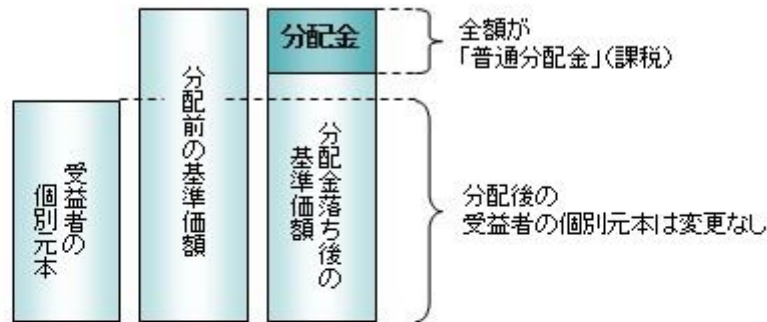 受益者の
個別元本
分配前の基準価額
分配金
分配金落ち後の
基準価額
全額が
「普通分配金」(課税)
分配後の
受益者の個別元本は変更なし